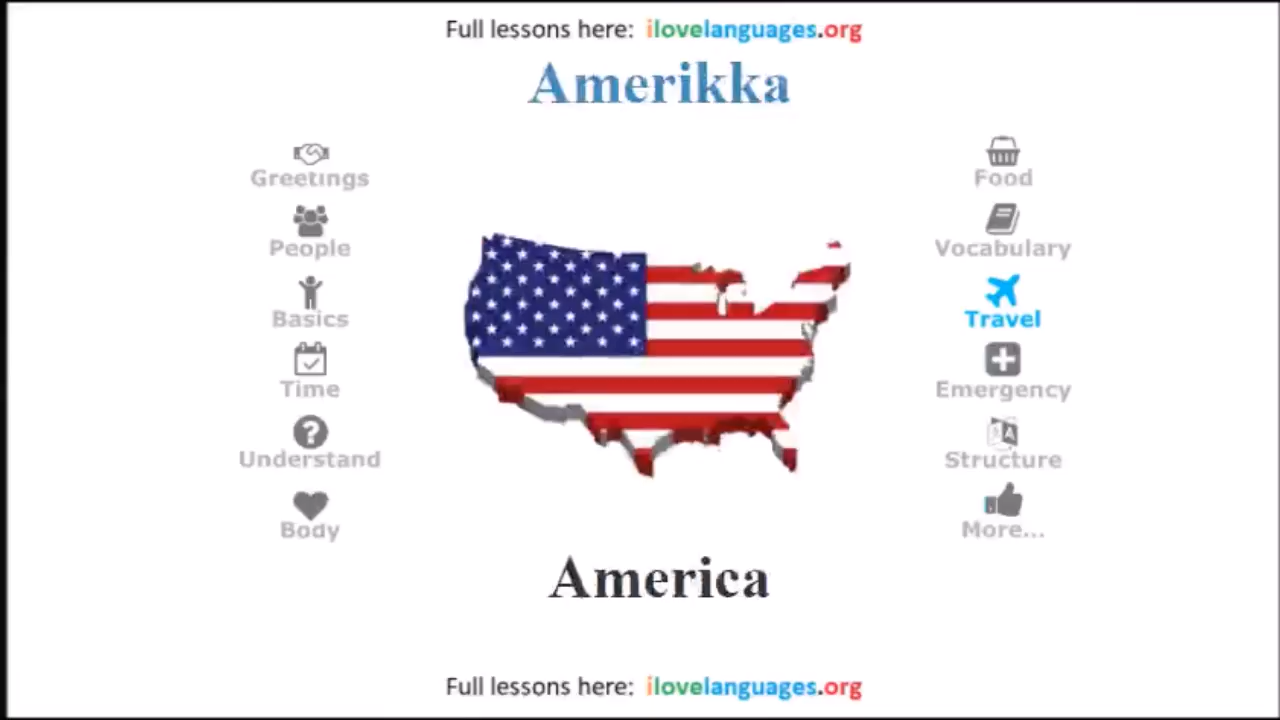 Full lessons here: ilovelanguages.org
Amerikka
Greetings
People
Basics
Time
Understand
Body
Food
Vocabulary
Travel
Emergency
Structure
More...
America
Full lessons here: ilovelanguages.org